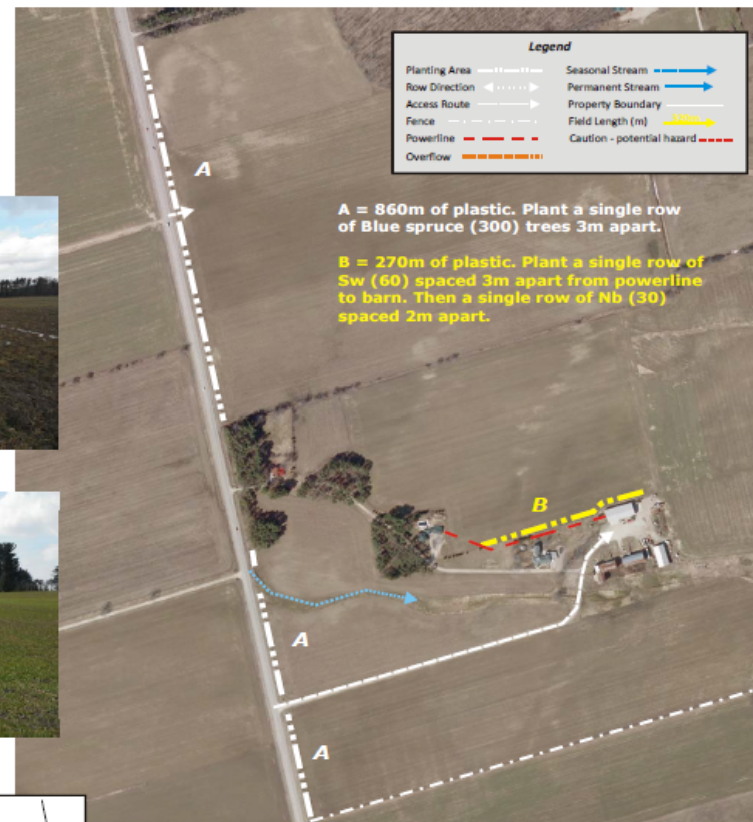 Legend
Planting Area
Seasonal Stream
Row Direction
Permanent Stream
Access Route
Property Boundary
Fence
Field Length (m)
Powerline
Caution - potential hazard
Overflow
A
A = 860m of plastic. Plant a single row
of Blue spruce (300) trees 3m apart.
B = 270m of plastic. Plant a single row of
Sw (60) spaced 3m apart from powerline
to barn. Then a single row of Nb (30)
spaced 2m apart.
B
A
A